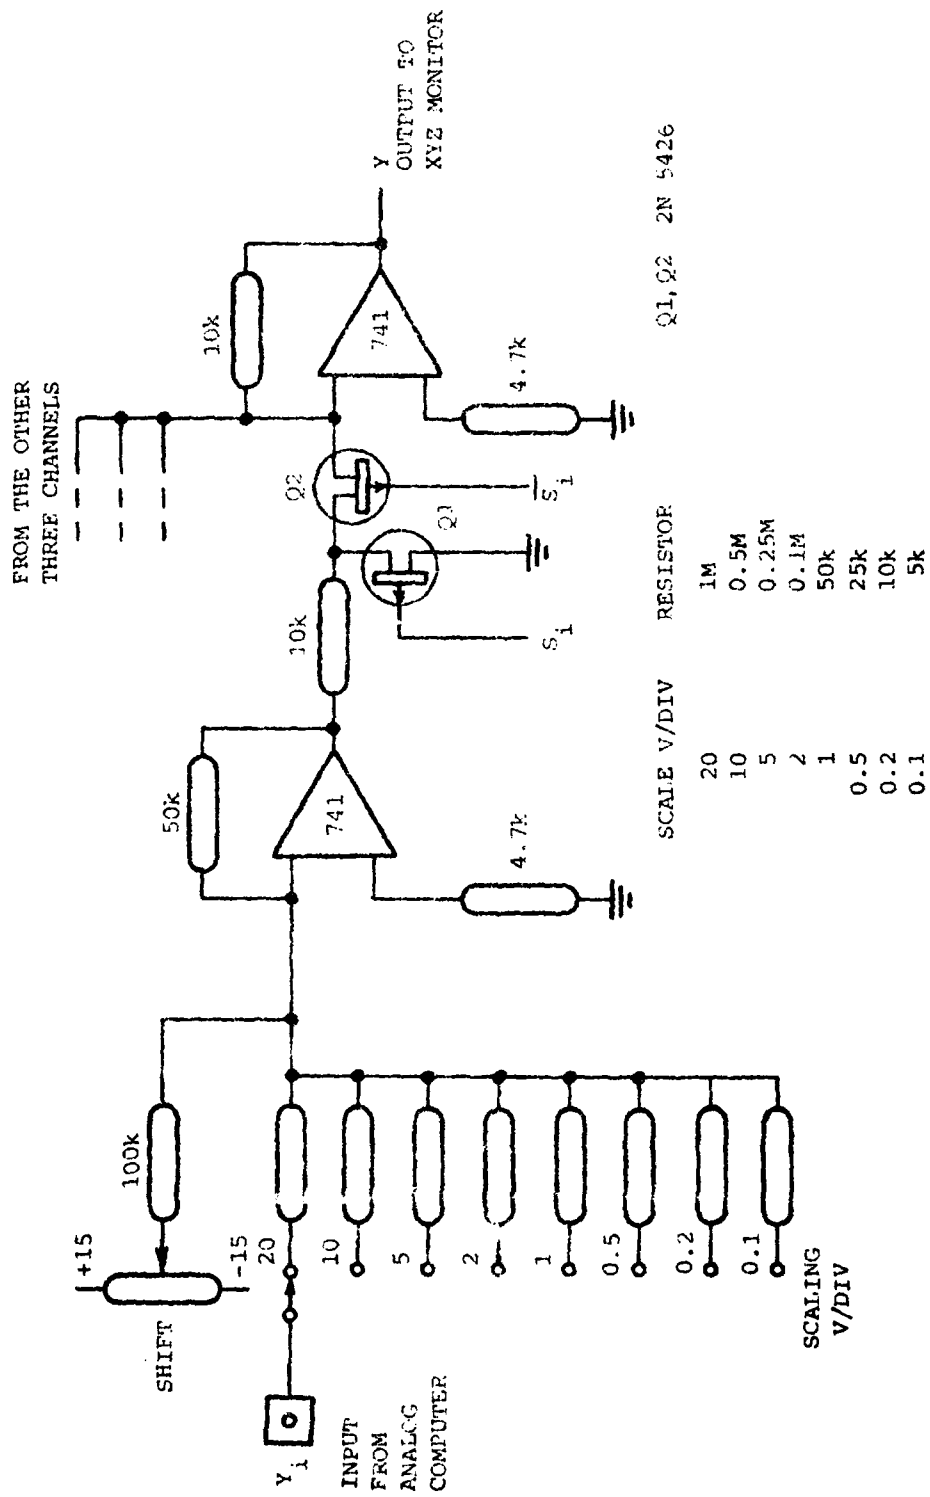 FROM THE OTHER
THREE CHANNELS
+15
SHIFT
-15
100k
50k
741
4.7k
10k
Q2
Q1
10k
741
4.7k
Y
OUTPUT TO
XYZ MONITOR
Y i
INPUT
FROM
ANALOG
COMPUTER
20
10
5
2
1
0.5
0.2
0.1
SCALING
V/DIV
S i
S̅ i
Q1,Q2 2N 5426
SCALE V/DIV RESISTOR
20 1M
10 0.5M
5 0.25M
2 0.1M
1 50k
0.5 25k
0.2 10k
0.1 5k